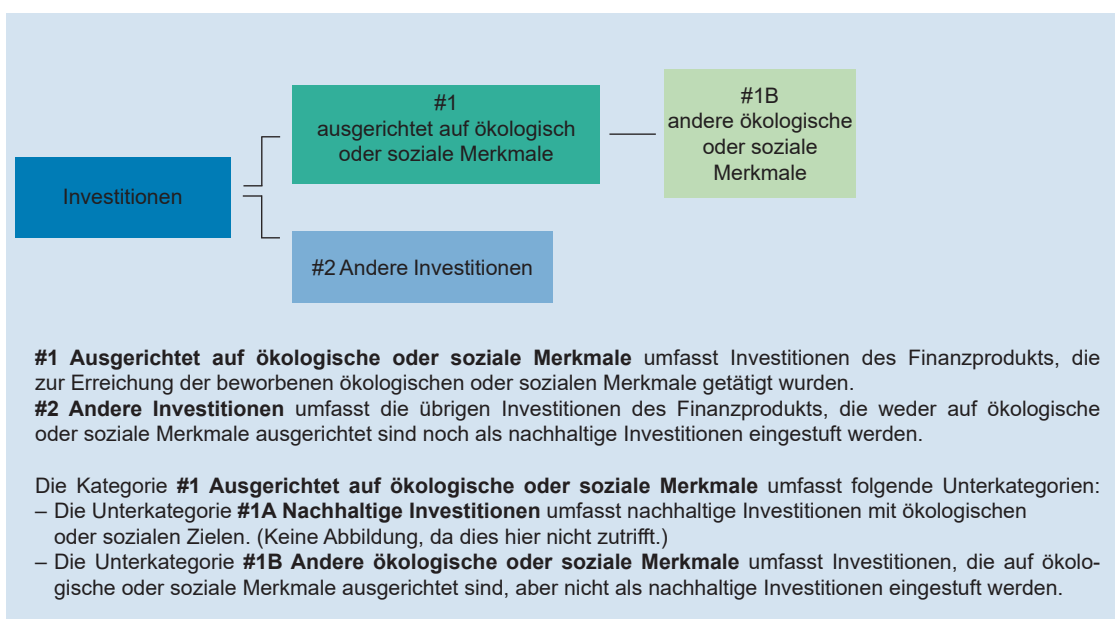 #1
ausgerichtet auf ökologisch
oder soziale Merkmale
#1B
andere ökologische
oder soziale
Merkmale
Investitionen
#2 Andere Investitionen
#1 Ausgerichtet auf ökologische oder soziale Merkmale umfasst Investitionen des Finanzprodukts, die
zur Erreichung der beworbenen ökologischen oder sozialen Merkmale getätigt wurden.
#2 Andere Investitionen umfasst die übrigen Investitionen des Finanzprodukts, die weder auf ökologische
oder soziale Merkmale ausgerichtet sind noch als nachhaltige Investitionen eingestuft werden.
Die Kategorie #1 Ausgerichtet auf ökologische oder soziale Merkmale umfasst folgende Unterkategorien:
– Die Unterkategorie #1A Nachhaltige Investitionen umfasst nachhaltige Investitionen mit ökologischen
oder sozialen Zielen. (Keine Abbildung, da dies hier nicht zutrifft.)
– Die Unterkategorie #1B Andere ökologische oder soziale Merkmale umfasst Investitionen, die auf ökolo-
gische oder soziale Merkmale ausgerichtet sind, aber nicht als nachhaltige Investitionen eingestuft werden.